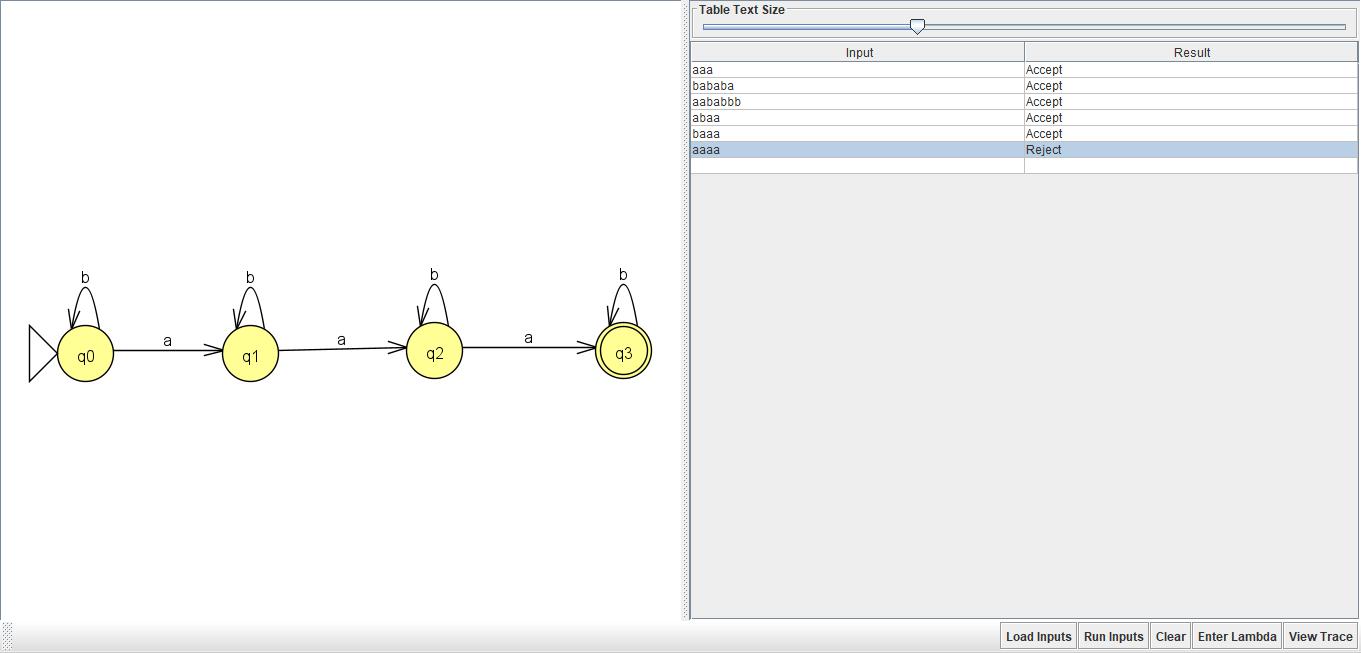 Table Text Size
Input Result
aaa Accept
bababa Accept
aababbb Accept
abaa Accept
baaa Accept
aaaa Reject
b b b b
a a a
q0 q1 q2 q3
Load Inputs Run Inputs Clear Enter Lambda View Trace